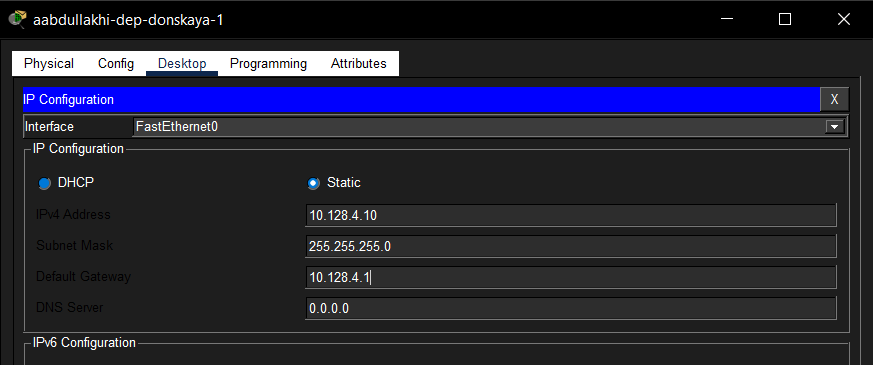 aabdullakhi-dep-donskaya-1
Physical Config Desktop Programming Attributes
IP Configuration X
Interface FastEthernet0
IP Configuration
DHCP Static
IPv4 Address 10.128.4.10
Subnet Mask 255.255.255.0
Default Gateway 10.128.4.1
DNS Server 0.0.0.0
IPv6 Configuration